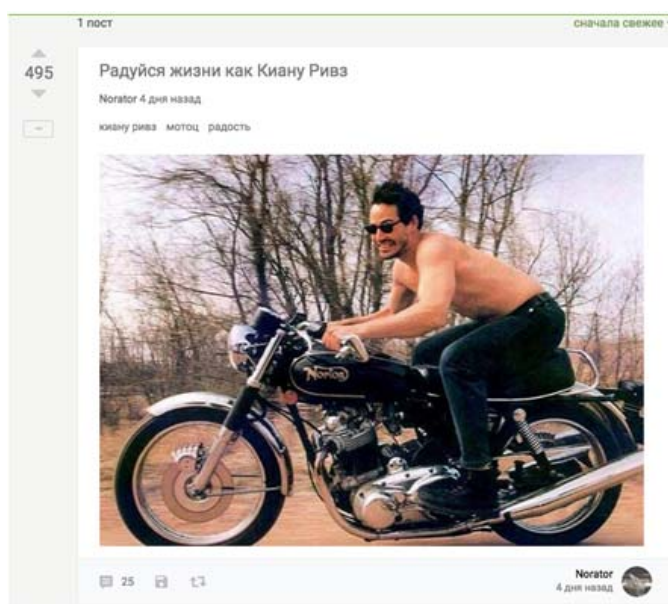 1 пост
сначала свежее
495
Радуйся жизни как Киану Ривз
Norator 4 дня назад
киану ривз мотоц радость
Norton
25
Norator
4 дня назад